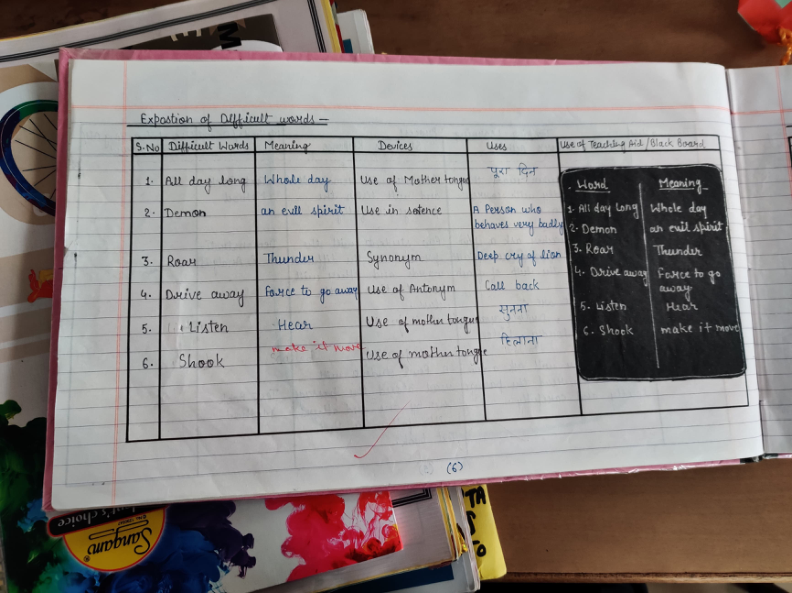 M
Expostion of Difficult words -
S.No Difficult Words Meaning Devices Uses Use of Teaching Aid / Black Board
1. All day long Whole day Use of Mother tongue पूरा दिन
2. Demon an evil spirit Use in science A Person who
behaves very badly
3. Roar Thunder Synonym Deep cry of lion
4. Drive away Force to go away Use of Antonym Call back
5. Listen Hear Use of mother tongue सुनना
6. Shook make it move Use of mother tongue हिलाना
Word Meaning
1. All day long Whole day
2. Demon an evil spirit
3. Roar Thunder
4. Drive away Force to go
away
5. Listen Hear
6. Shook make it move
(6)
Sangam